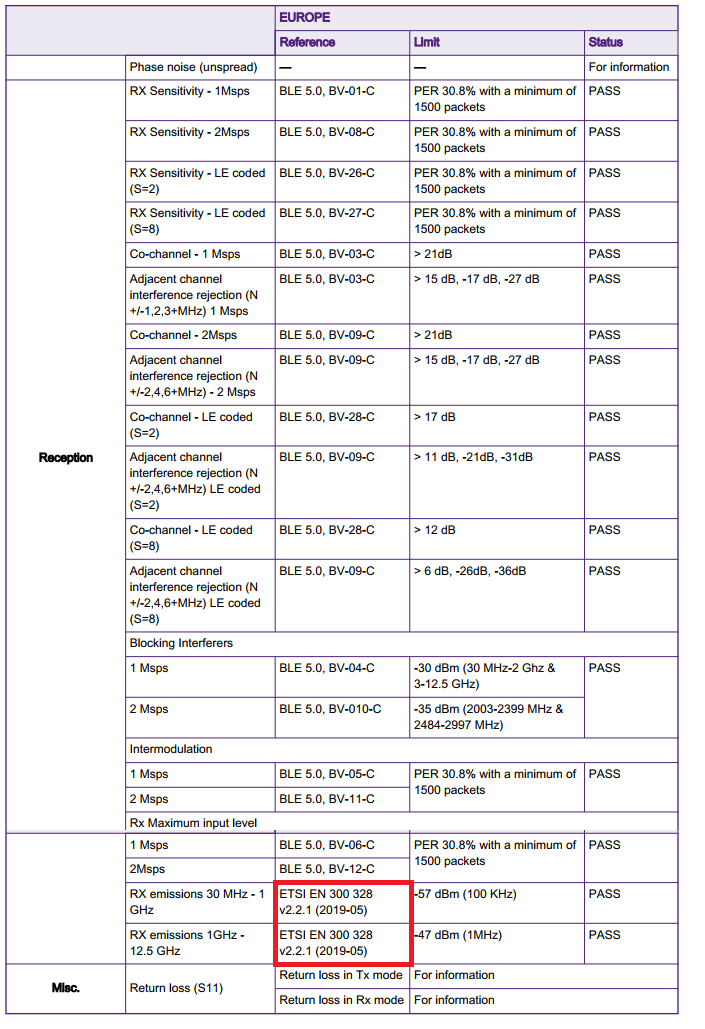 EUROPE
Reference Limit Status
Phase noise (unspread) — — For information
Reception
RX Sensitivity - 1Msps BLE 5.0, BV-01-C PER 30.8% with a minimum of
1500 packets PASS
RX Sensitivity - 2Msps BLE 5.0, BV-08-C PER 30.8% with a minimum of
1500 packets PASS
RX Sensitivity - LE coded
(S=2) BLE 5.0, BV-26-C PER 30.8% with a minimum of
1500 packets PASS
RX Sensitivity - LE coded
(S=8) BLE 5.0, BV-27-C PER 30.8% with a minimum of
1500 packets PASS
Co-channel - 1 Msps BLE 5.0, BV-03-C > 21dB PASS
Adjacent channel
interference rejection (N
+/-1,2,3+MHz) 1 Msps BLE 5.0, BV-03-C > 15 dB, -17 dB, -27 dB PASS
Co-channel - 2Msps BLE 5.0, BV-09-C > 21dB PASS
Adjacent channel
interference rejection (N
+/-2,4,6+MHz) - 2 Msps BLE 5.0, BV-09-C > 15 dB, -17 dB, -27 dB PASS
Co-channel - LE coded
(S=2) BLE 5.0, BV-28-C > 17 dB PASS
Adjacent channel
interference rejection (N
+/-2,4,6+MHz) LE coded
(S=2) BLE 5.0, BV-09-C > 11 dB, -21dB, -31dB PASS
Co-channel - LE coded
(S=8) BLE 5.0, BV-28-C > 12 dB PASS
Adjacent channel
interference rejection (N
+/-2,4,6+MHz) LE coded
(S=8) BLE 5.0, BV-09-C > 6 dB, -26dB, -36dB PASS
Blocking Interferers
1 Msps BLE 5.0, BV-04-C -30 dBm (30 MHz-2 Ghz &
3-12.5 GHz) PASS
2 Msps BLE 5.0, BV-010-C -35 dBm (2003-2399 MHz &
2484-2997 MHz)
Intermodulation
1 Msps BLE 5.0, BV-05-C PER 30.8% with a minimum of
1500 packets PASS
2 Msps BLE 5.0, BV-11-C
Rx Maximum input level
1 Msps BLE 5.0, BV-06-C PER 30.8% with a minimum of
1500 packets PASS
2Msps BLE 5.0, BV-12-C
RX emissions 30 MHz - 1
GHz ETSI EN 300 328
v2.2.1 (2019-05) -57 dBm (100 KHz) PASS
RX emissions 1GHz -
12.5 GHz ETSI EN 300 328
v2.2.1 (2019-05) -47 dBm (1MHz) PASS
Misc.
Return loss (S11) Return loss in Tx mode For information
Return loss in Rx mode For information